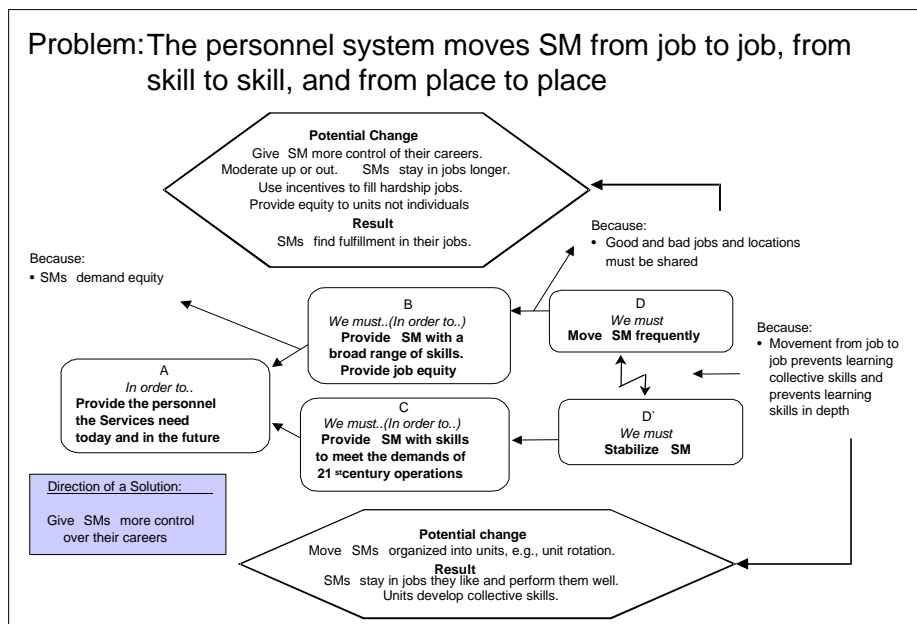 Problem: The personnel system moves SM from job to job, from
skill to skill, and from place to place
Potential Change
Give SM more control of their careers.
Moderate up or out. SMs stay in jobs longer.
Use incentives to fill hardship jobs.
Provide equity to units not individuals
Result
SMs find fulfillment in their jobs.
Because:
• Good and bad jobs and locations
must be shared
Because:
• SMs demand equity
B
We must..(In order to..)
Provide SM with a
broad range of skills.
Provide job equity
D
We must
Move SM frequently
Because:
• Movement from job to
job prevents learning
collective skills and
prevents learning
skills in depth
A
In order to..
Provide the personnel
the Services need
today and in the future
C
We must..(In order to..)
Provide SM with skills
to meet the demands of
21st century operations
D`
We must
Stabilize SM
Direction of a Solution:
Give SMs more control
over their careers
Potential change
Move SMs organized into units, e.g., unit rotation.
Result
SMs stay in jobs they like and perform them well.
Units develop collective skills.